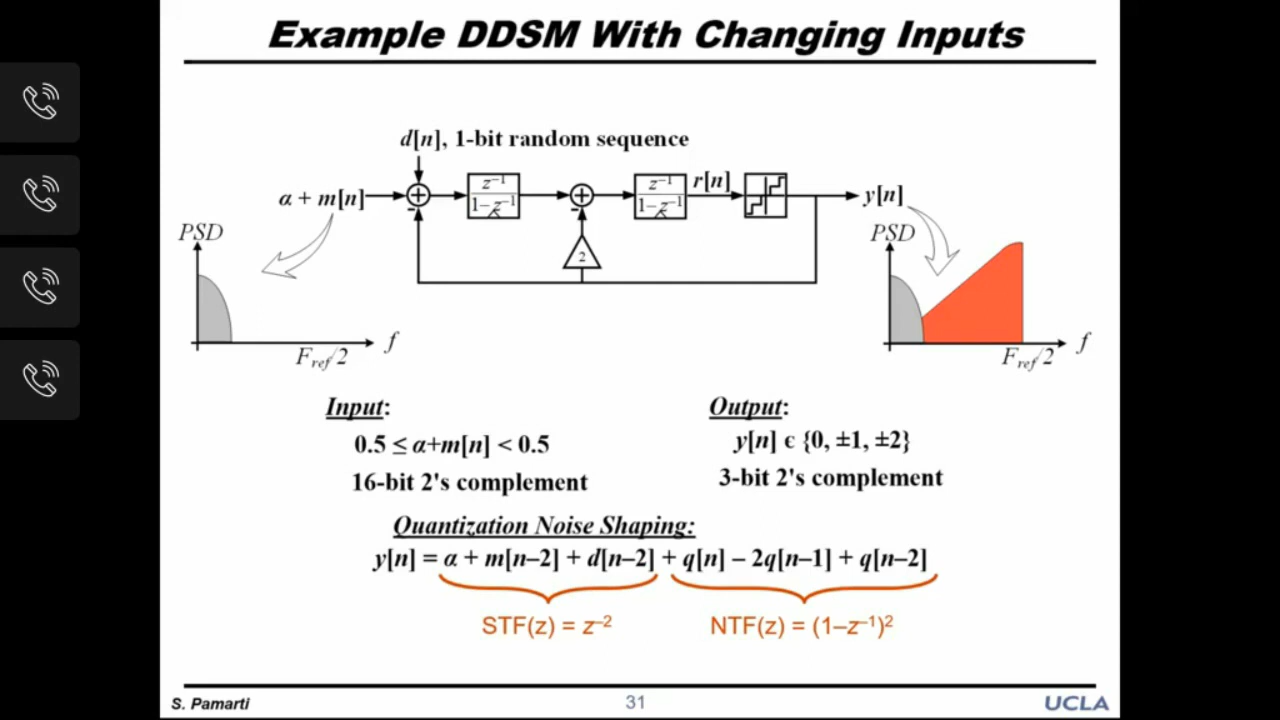 Example DDSM With Changing Inputs
d[n], 1-bit random sequence
α + m[n]
z⁻¹
1–z⁻¹
z⁻¹
1–z⁻¹
r[n]
y[n]
2
PSD
f
F_ref/2
PSD
f
F_ref/2
Input:
0.5 ≤ α+m[n] < 0.5
16-bit 2's complement
Output:
y[n] ϵ {0, ±1, ±2}
3-bit 2's complement
Quantization Noise Shaping:
y[n] = α + m[n–2] + d[n–2] + q[n] – 2q[n–1] + q[n–2]
STF(z) = z⁻²
NTF(z) = (1–z⁻¹)²
S. Pamarti
31
UCLA